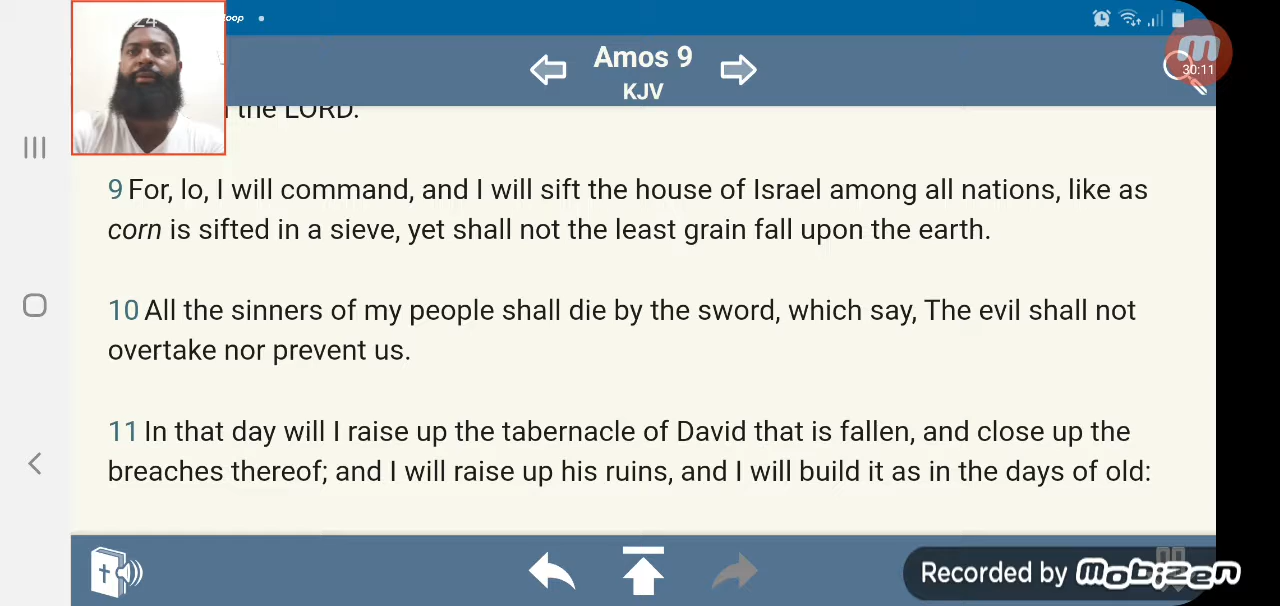 24 oop
Amos 9
KJV
30:11
the LORD.
9 For, lo, I will command, and I will sift the house of Israel among all nations, like as
corn is sifted in a sieve, yet shall not the least grain fall upon the earth.
10 All the sinners of my people shall die by the sword, which say, The evil shall not
overtake nor prevent us.
11 In that day will I raise up the tabernacle of David that is fallen, and close up the
breaches thereof; and I will raise up his ruins, and I will build it as in the days of old:
Recorded by Mobizen